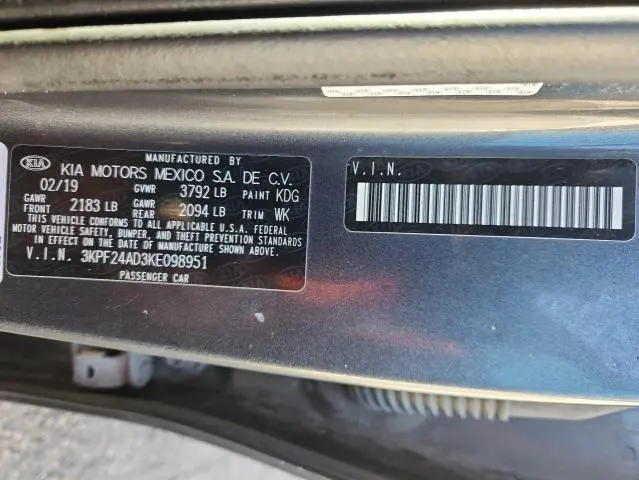 MANUFACTURED BY
KIA KIA MOTORS MEXICO S.A. DE C.V.
02/19 GVWR 3792 LB PAINT KDG
GAWR FRONT 2183 LB GAWR REAR 2094 LB TRIM WK
THIS VEHICLE CONFORMS TO ALL APPLICABLE U.S.A. FEDERAL
MOTOR VEHICLE SAFETY, BUMPER, AND THEFT PREVENTION STANDARDS
IN EFFECT ON THE DATE OF MANUFACTURE SHOWN ABOVE.
V.I.N. 3KPF24AD3KE098951
PASSENGER CAR
V.I.N.